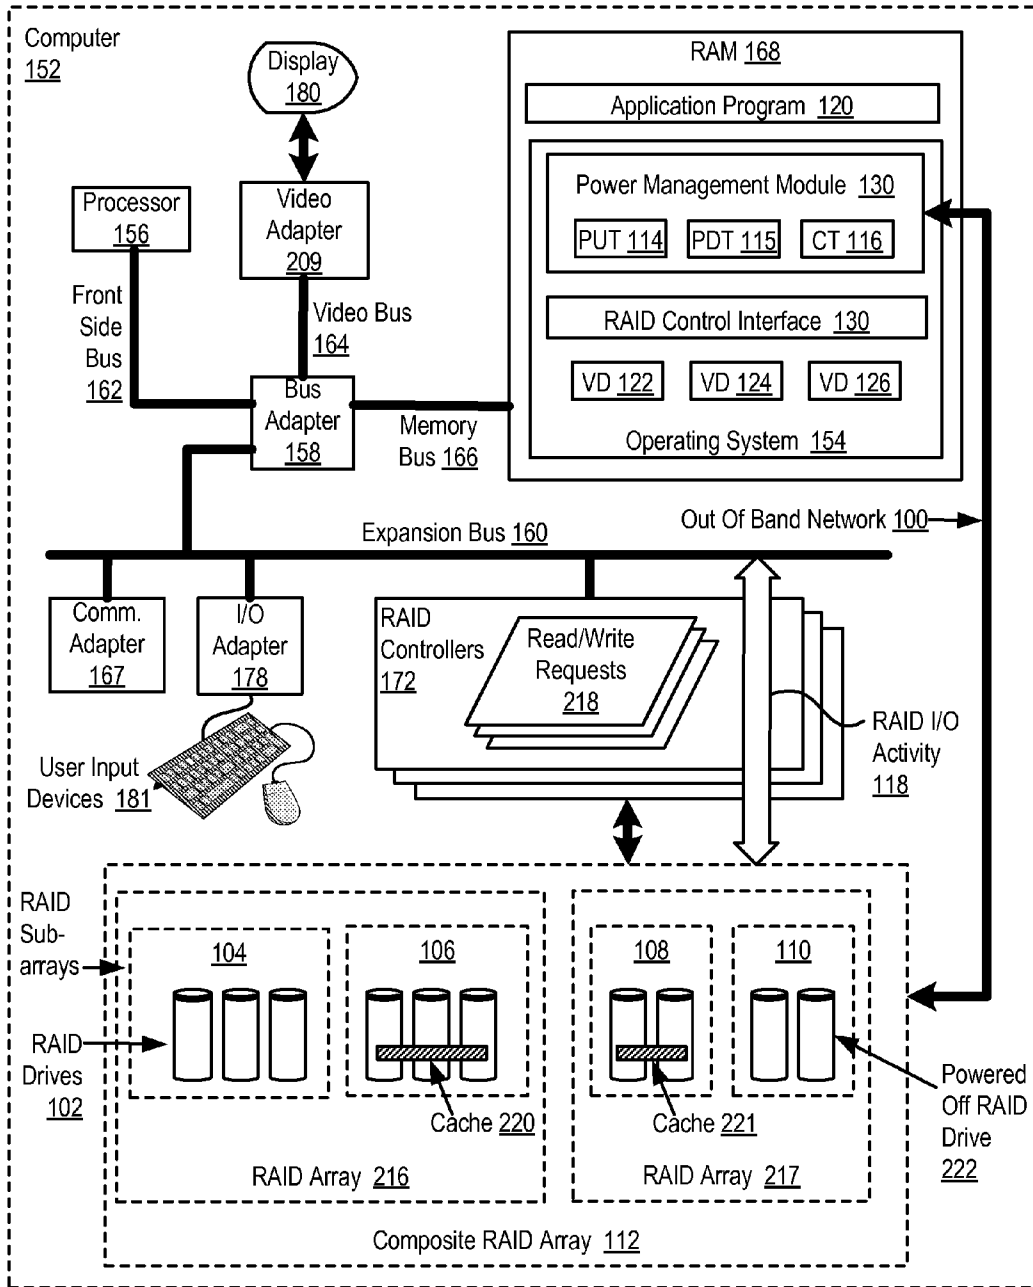 Computer
152
Display
180
RAM 168
Application Program 120
Power Management Module 130
PUT 114
PDT 115
CT 116
RAID Control Interface 130
VD 122
VD 124
VD 126
Operating System 154
Processor
156
Video
Adapter
209
Front
Side
Bus
162
Video Bus
164
Bus
Adapter
158
Memory
Bus 166
Out Of Band Network 100
Expansion Bus 160
Comm.
Adapter
167
I/O
Adapter
178
RAID
Controllers
172
Read/Write
Requests
218
RAID I/O
Activity
118
User Input
Devices 181
RAID
Sub-
arrays
104
106
108
110
RAID
Drives
102
Cache 220
Cache 221
Powered
Off RAID
Drive
222
RAID Array 216
RAID Array 217
Composite RAID Array 112